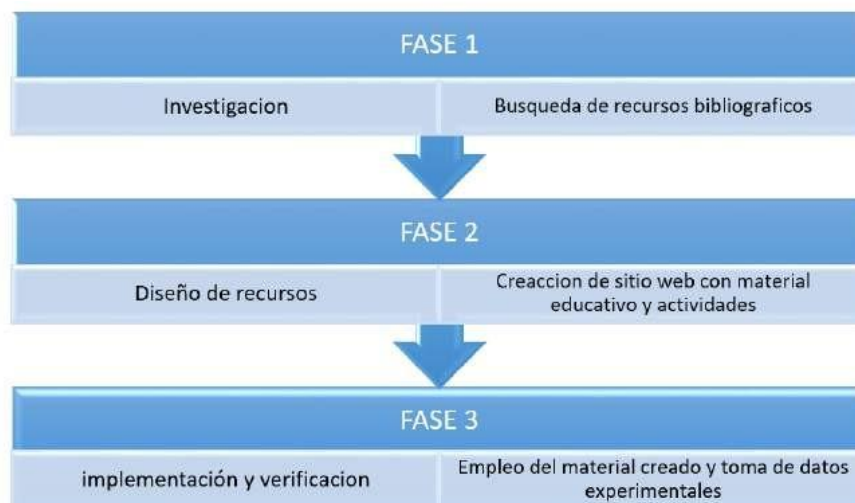 FASE 1
Investigacion
Busqueda de recursos bibliograficos
FASE 2
Diseño de recursos
Creaccion de sitio web con material
educativo y actividades
FASE 3
implementación y verificacion
Empleo del material creado y toma de datos
experimentales